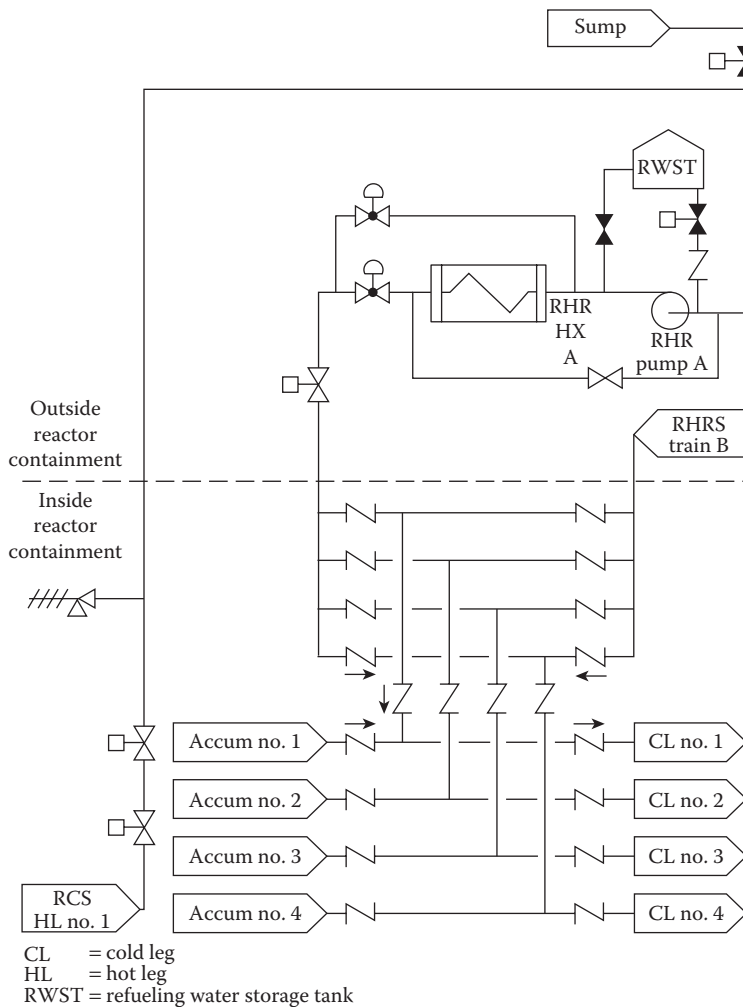 Sump
RWST
RHR
HX
A
RHR
pump A
Outside
reactor
containment
RHRS
train B
Inside
reactor
containment
Accum no. 1
CL no. 1
Accum no. 2
CL no. 2
Accum no. 3
CL no. 3
RCS
HL no. 1
Accum no. 4
CL no. 4
CL = cold leg
HL = hot leg
RWST = refueling water storage tank